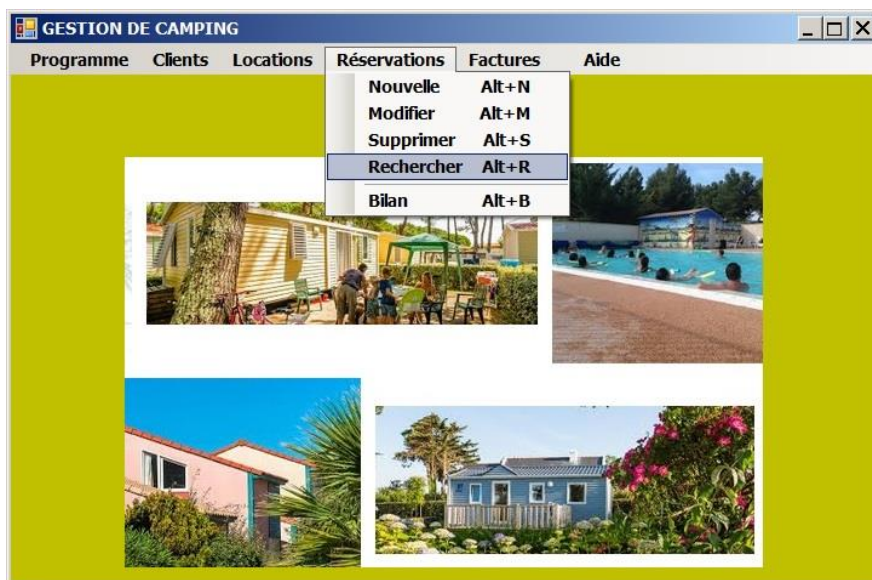 GESTION DE CAMPING
Programme Clients Locations Réservations Factures Aide
Nouvelle Alt+N
Modifier Alt+M
Supprimer Alt+S
Rechercher Alt+R
Bilan Alt+B